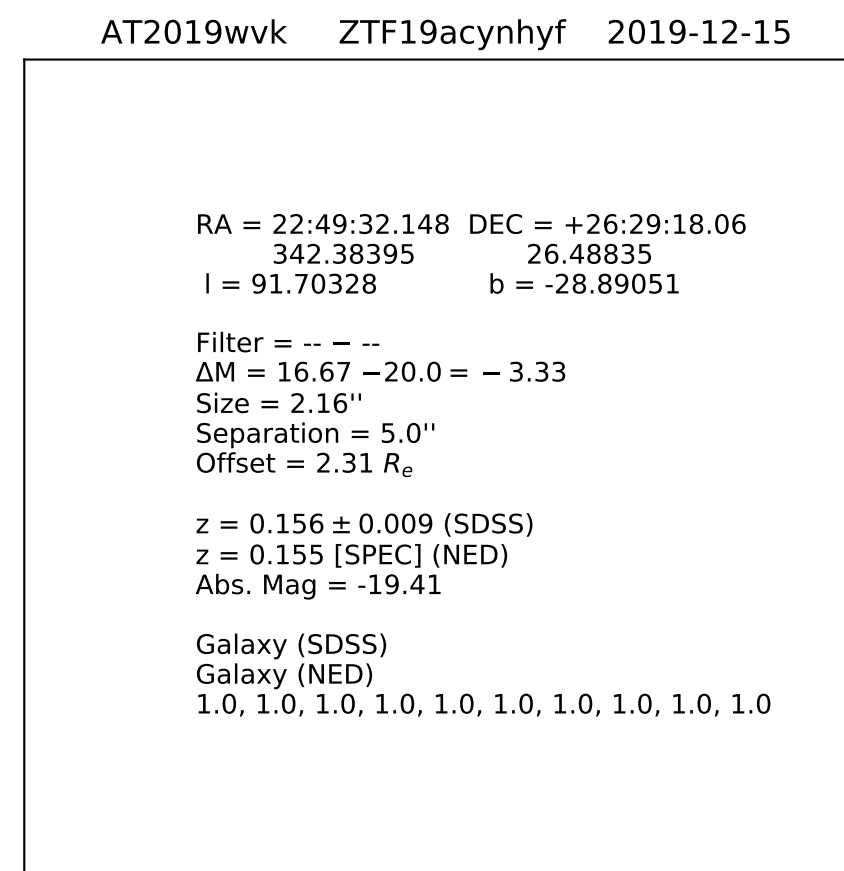 AT2019wvk ZTF19acynhyf 2019-12-15
RA = 22:49:32.148 DEC = +26:29:18.06
342.38395 26.48835
l = 91.70328 b = -28.89051
Filter = -- − --
ΔM = 16.67 −20.0 = − 3.33
Size = 2.16''
Separation = 5.0''
Offset = 2.31 Rₑ
z = 0.156 ± 0.009 (SDSS)
z = 0.155 [SPEC] (NED)
Abs. Mag = -19.41
Galaxy (SDSS)
Galaxy (NED)
1.0, 1.0, 1.0, 1.0, 1.0, 1.0, 1.0, 1.0, 1.0, 1.0